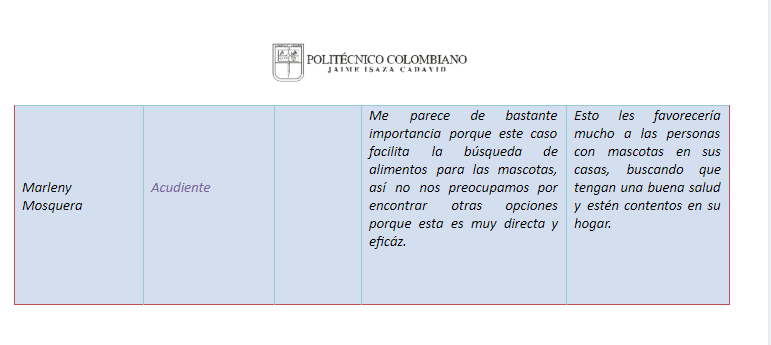 POLITÉCNICO COLOMBIANO
JAIME ISAZA CADAVID
Marleny
Mosquera
Acudiente
Me parece de bastante
importancia porque este caso
facilita la búsqueda de
alimentos para las mascotas,
así no nos preocupamos por
encontrar otras opciones
porque esta es muy directa y
eficáz.
Esto les favorecería
mucho a las personas
con mascotas en sus
casas, buscando que
tengan una buena salud
y estén contentos en su
hogar.